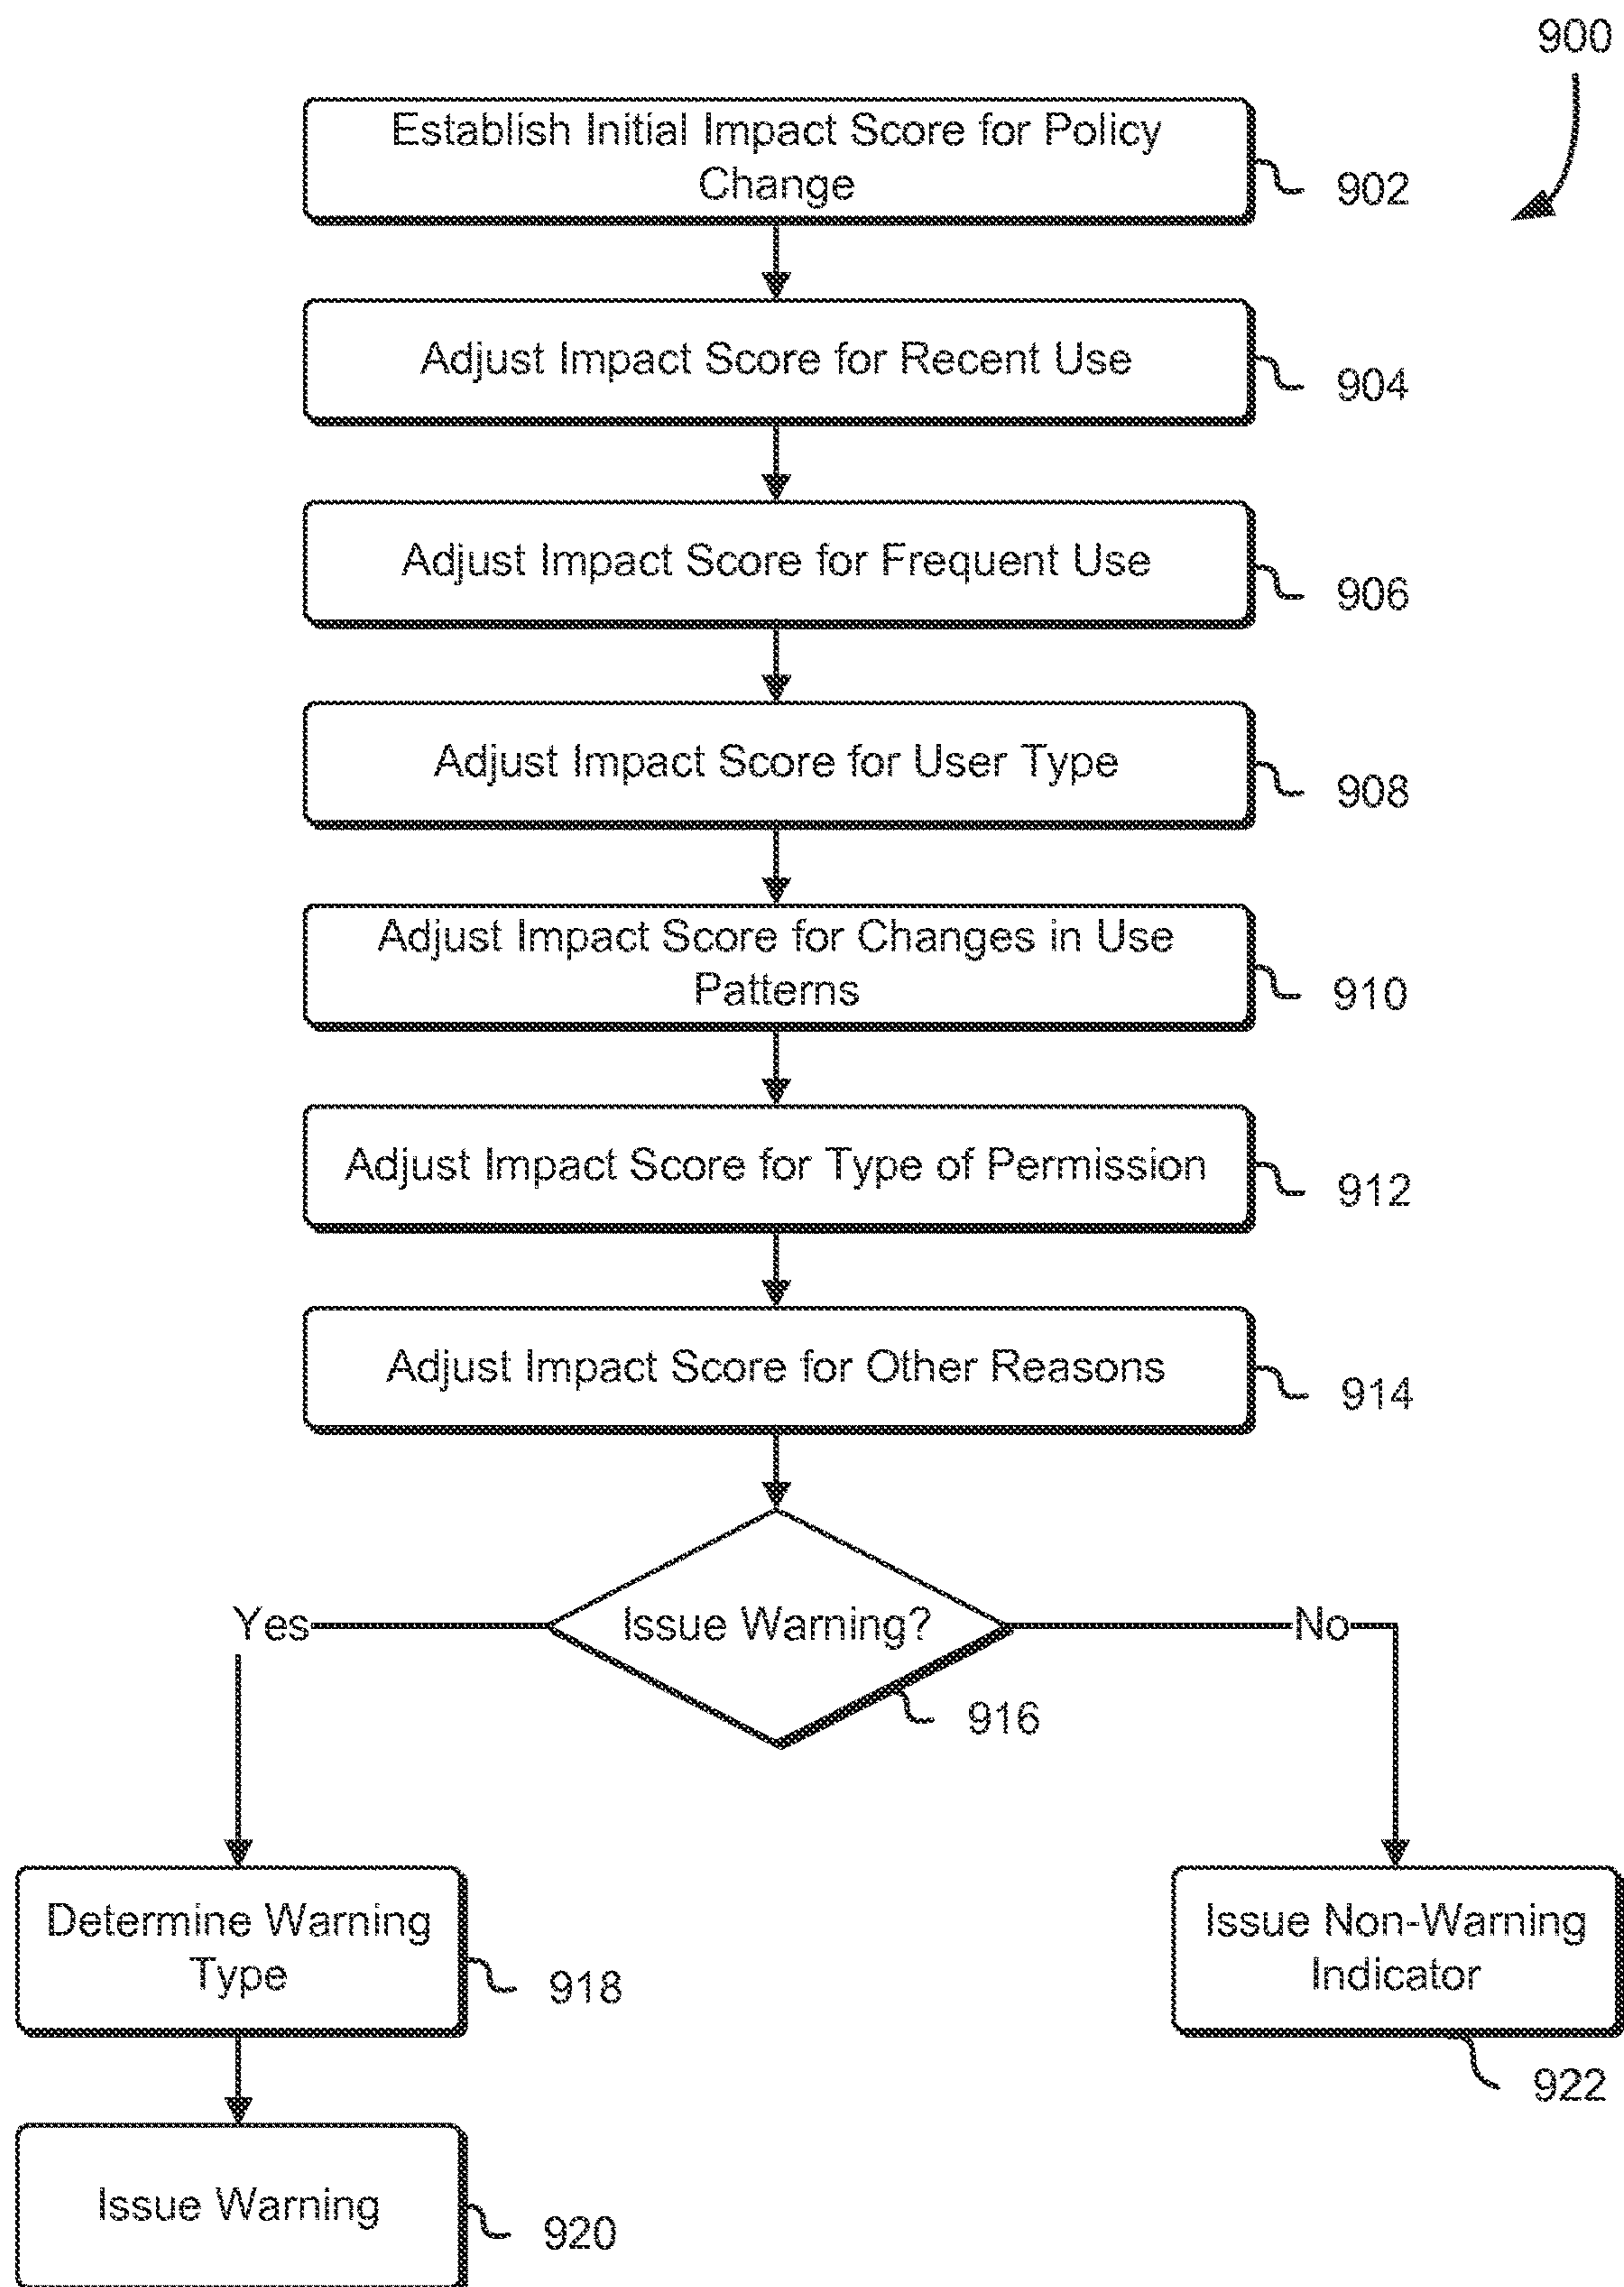 900
Establish Initial Impact Score for Policy
Change
902
Adjust Impact Score for Recent Use
904
Adjust Impact Score for Frequent Use
906
Adjust Impact Score for User Type
908
Adjust Impact Score for Changes in Use
Patterns
910
Adjust Impact Score for Type of Permission
912
Adjust Impact Score for Other Reasons
914
Yes
Issue Warning?
No
916
Determine Warning
Type
918
Issue Non-Warning
Indicator
922
Issue Warning
920